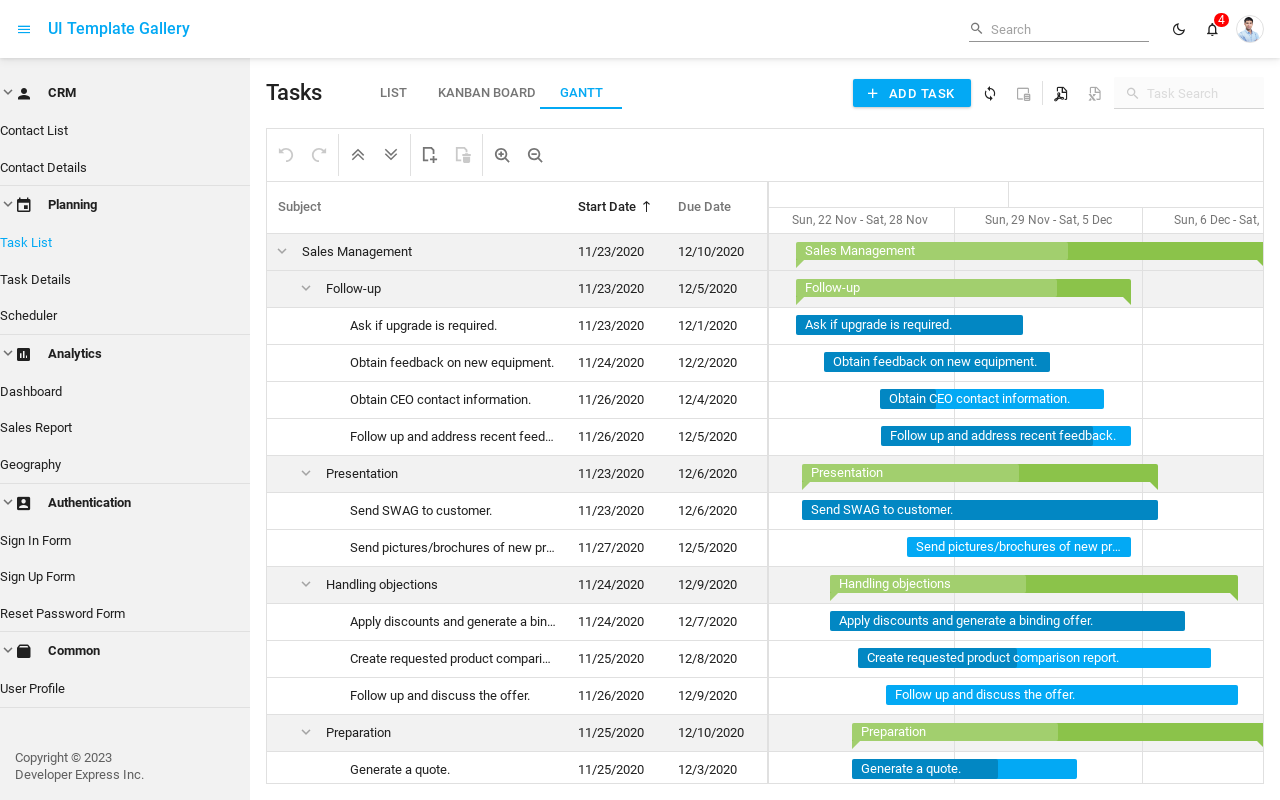 UI Template Gallery
Search
4
CRM
Contact List
Contact Details
Planning
Task List
Task Details
Scheduler
Analytics
Dashboard
Sales Report
Geography
Authentication
Sign In Form
Sign Up Form
Reset Password Form
Common
User Profile
Copyright © 2023
Developer Express Inc.
Tasks
LIST
KANBAN BOARD
GANTT
ADD TASK
Task Search
Subject
Start Date
Due Date
Sun, 22 Nov - Sat, 28 Nov
Sun, 29 Nov - Sat, 5 Dec
Sun, 6 Dec - Sat,
Sales Management 11/23/2020 12/10/2020 Sales Management
Follow-up 11/23/2020 12/5/2020 Follow-up
Ask if upgrade is required. 11/23/2020 12/1/2020 Ask if upgrade is required.
Obtain feedback on new equipment. 11/24/2020 12/2/2020 Obtain feedback on new equipment.
Obtain CEO contact information. 11/26/2020 12/4/2020 Obtain CEO contact information.
Follow up and address recent feed... 11/26/2020 12/5/2020 Follow up and address recent feedback.
Presentation 11/23/2020 12/6/2020 Presentation
Send SWAG to customer. 11/23/2020 12/6/2020 Send SWAG to customer.
Send pictures/brochures of new pr... 11/27/2020 12/5/2020 Send pictures/brochures of new pr...
Handling objections 11/24/2020 12/9/2020 Handling objections
Apply discounts and generate a bin... 11/24/2020 12/7/2020 Apply discounts and generate a binding offer.
Create requested product compari... 11/25/2020 12/8/2020 Create requested product comparison report.
Follow up and discuss the offer. 11/26/2020 12/9/2020 Follow up and discuss the offer.
Preparation 11/25/2020 12/10/2020 Preparation
Generate a quote. 11/25/2020 12/3/2020 Generate a quote.